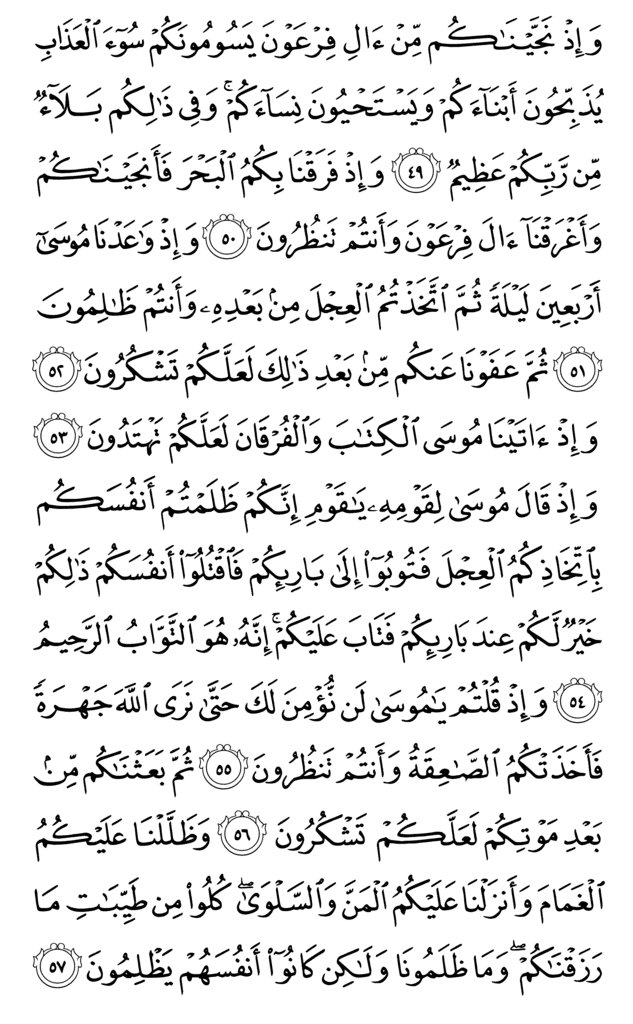 وَإِذْ نَجَّيْنَـٰكُم مِّنْ ءَالِ فِرْعَوْنَ يَسُومُونَكُمْ سُوٓءَ ٱلْعَذَابِ
يُذَبِّحُونَ أَبْنَآءَكُمْ وَيَسْتَحْيُونَ نِسَآءَكُمْ ۚ وَفِى ذَٰلِكُم بَلَآءٌ
مِّن رَّبِّكُمْ عَظِيمٌ ٤٩ وَإِذْ فَرَقْنَا بِكُمُ ٱلْبَحْرَ فَأَنجَيْنَـٰكُمْ
وَأَغْرَقْنَآ ءَالَ فِرْعَوْنَ وَأَنتُمْ تَنظُرُونَ ٥٠ وَإِذْ وَٰعَدْنَا مُوسَىٰٓ
أَرْبَعِينَ لَيْلَةً ثُمَّ ٱتَّخَذْتُمُ ٱلْعِجْلَ مِنۢ بَعْدِهِۦ وَأَنتُمْ ظَـٰلِمُونَ
٥١ ثُمَّ عَفَوْنَا عَنكُم مِّنۢ بَعْدِ ذَٰلِكَ لَعَلَّكُمْ تَشْكُرُونَ ٥٢
وَإِذْ ءَاتَيْنَا مُوسَى ٱلْكِتَـٰبَ وَٱلْفُرْقَانَ لَعَلَّكُمْ تَهْتَدُونَ ٥٣
وَإِذْ قَالَ مُوسَىٰ لِقَوْمِهِۦ يَـٰقَوْمِ إِنَّكُمْ ظَلَمْتُمْ أَنفُسَكُم
بِٱتِّخَاذِكُمُ ٱلْعِجْلَ فَتُوبُوٓا۟ إِلَىٰ بَارِئِكُمْ فَٱقْتُلُوٓا۟ أَنفُسَكُمْ ذَٰلِكُمْ
خَيْرٌ لَّكُمْ عِندَ بَارِئِكُمْ فَتَابَ عَلَيْكُمْ ۚ إِنَّهُۥ هُوَ ٱلتَّوَّابُ ٱلرَّحِيمُ
٥٤ وَإِذْ قُلْتُمْ يَـٰمُوسَىٰ لَن نُّؤْمِنَ لَكَ حَتَّىٰ نَرَى ٱللَّهَ جَهْرَةً
فَأَخَذَتْكُمُ ٱلصَّـٰعِقَةُ وَأَنتُمْ تَنظُرُونَ ٥٥ ثُمَّ بَعَثْنَـٰكُم مِّنۢ
بَعْدِ مَوْتِكُمْ لَعَلَّكُمْ تَشْكُرُونَ ٥٦ وَظَلَّلْنَا عَلَيْكُمُ
ٱلْغَمَامَ وَأَنزَلْنَا عَلَيْكُمُ ٱلْمَنَّ وَٱلسَّلْوَىٰ ۖ كُلُوا۟ مِن طَيِّبَـٰتِ مَا
رَزَقْنَـٰكُمْ ۖ وَمَا ظَلَمُونَا وَلَـٰكِن كَانُوٓا۟ أَنفُسَهُمْ يَظْلِمُونَ ٥٧